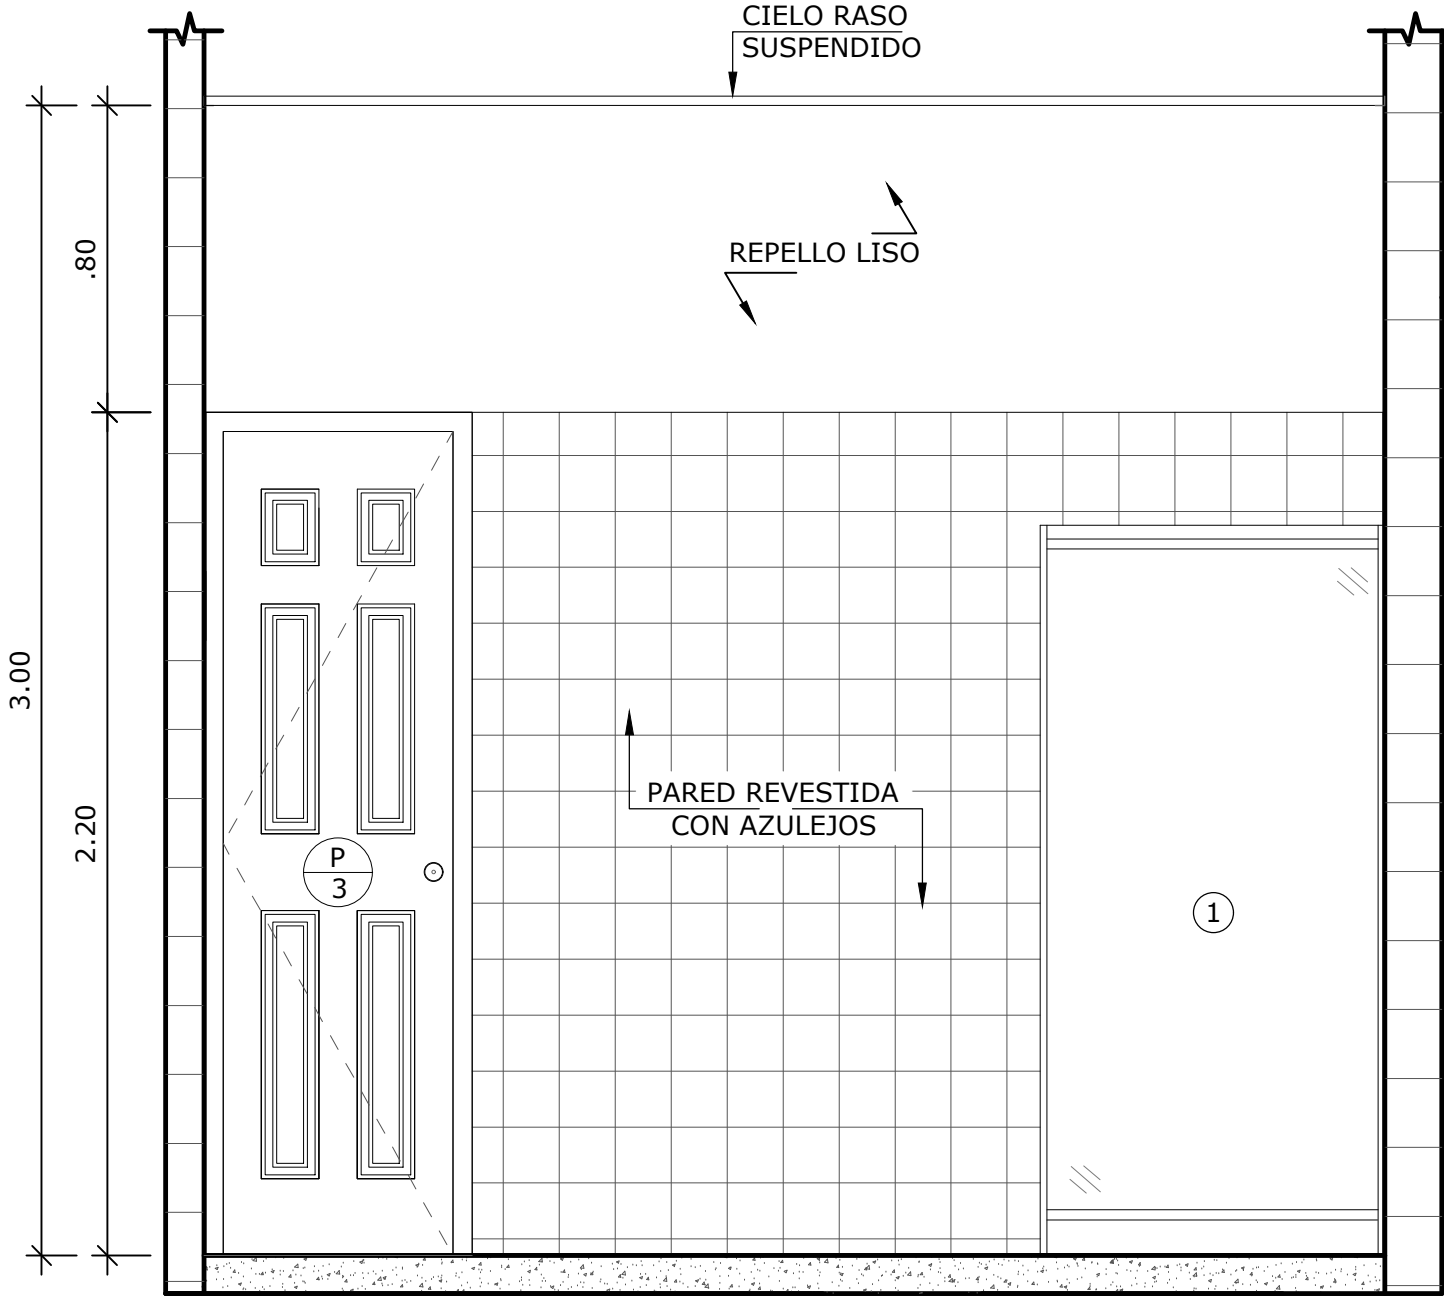 CIELO RASO
SUSPENDIDO
.80
REPELLO LISO
3.00
2.20
PARED REVESTIDA
CON AZULEJOS
P
3
1